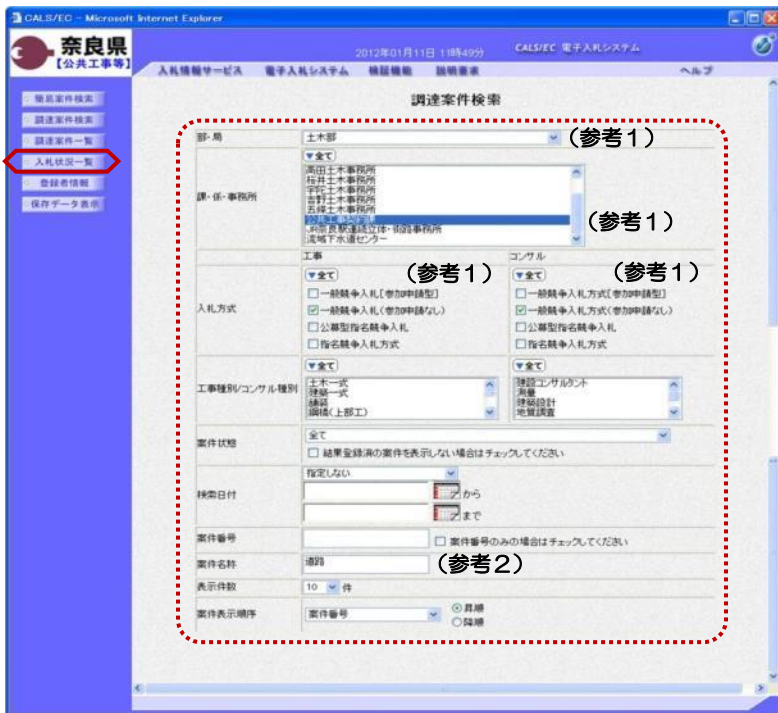 CALS/EC - Microsoft Internet Explorer
奈良県
【公共工事等】
2012年01月11日 11時49分
CALS/EC 電子入札システム
入札情報サービス 電子入札システム 検証機能 説明要求 ヘルプ
簡易案件検索
調達案件検索
調達案件一覧
入札状況一覧
登録者情報
保存データ表示
調達案件検索
部・局 土木部 (参考1)
課・係・事務所
▼全て
高田土木事務所
桜井土木事務所
宇陀土木事務所
吉野土木事務所
五條土木事務所
JR奈良駅連続立体・街路事務所
流域下水道センター
(参考1)
工事 コンサル
入札方式
▼全て (参考1) ▼全て (参考1)
一般競争入札[参加申請型] 一般競争入札方式[参加申請型]
一般競争入札(参加申請なし) 一般競争入札方式(参加申請なし)
公募型指名競争入札 公募型指名競争入札
指名競争入札方式 指名競争入札方式
工事種別/コンサル種別
▼全て ▼全て
土木一式 建設コンサルタント
建築一式 測量
舗装 建築設計
鋼橋(上部工) 地質調査
案件状態 全て
結果登録済の案件を表示しない場合はチェックしてください
検索日付 指定しない
から
まで
案件番号 案件番号のみの場合はチェックしてください
案件名称 道路 (参考2)
表示件数 10 件
案件表示順序 案件番号 昇順
降順